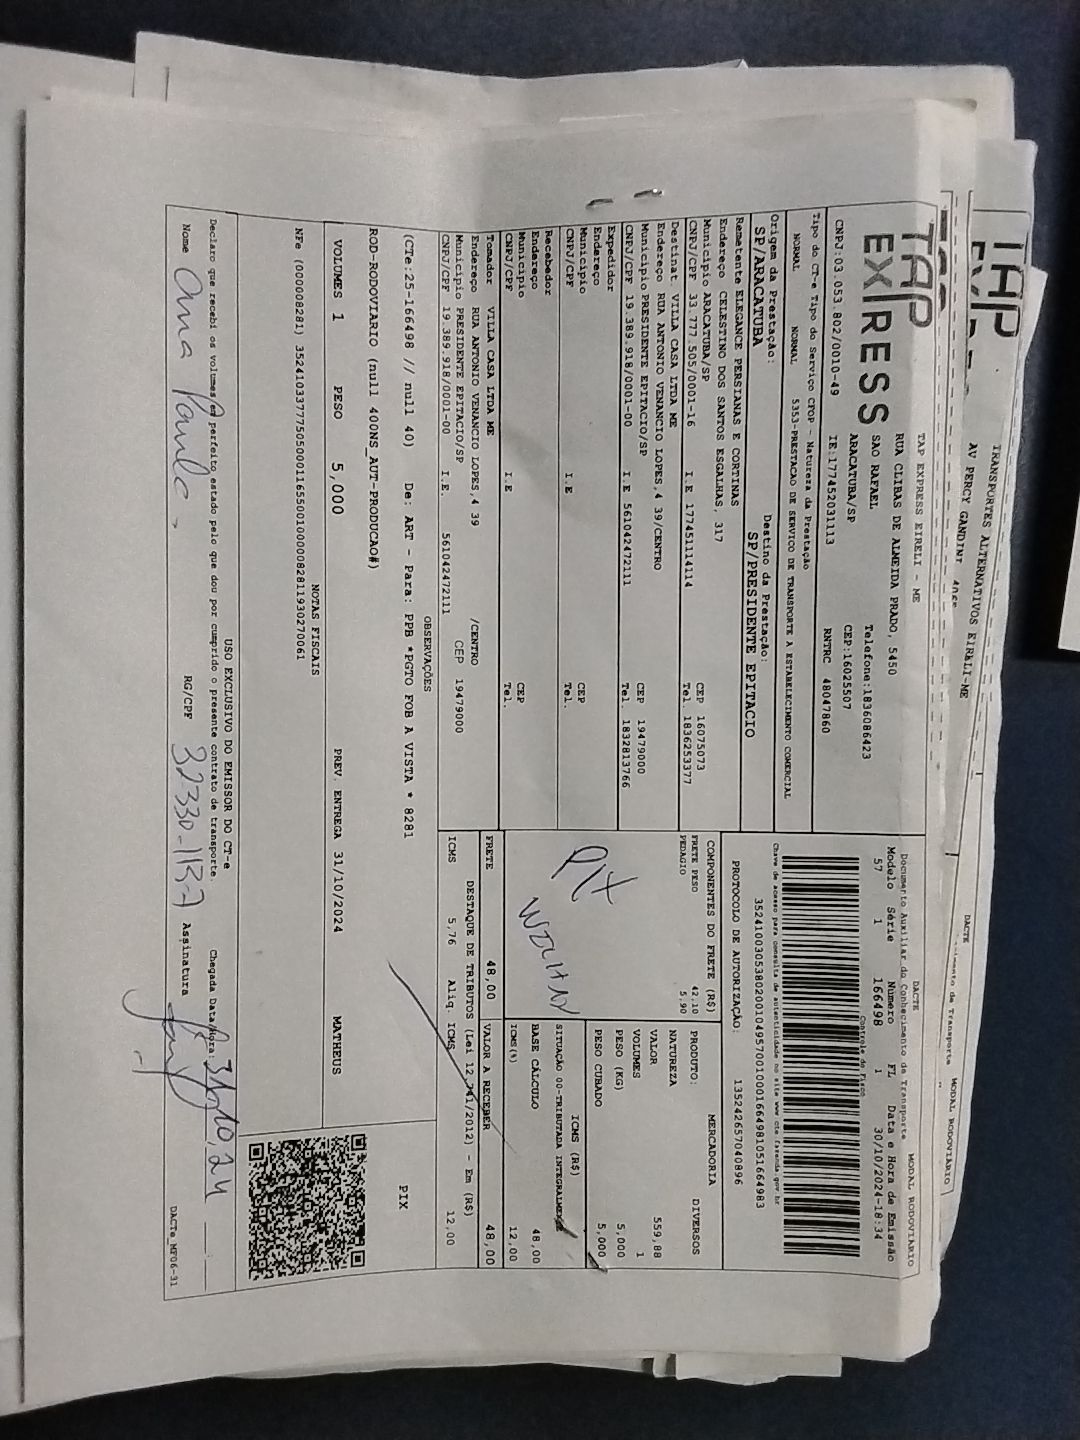 TRANSPORTES ALTERNATIVOS EIRELI-ME
AV PERCY GANDINI
TAP
EXPRESS
TAP EXPRESS EIRELI - ME
RUA CLIBAS DE ALMEIDA PRADO, 5450
SAO RAFAEL
ARACATUBA/SP
Telefone:1836086423
CEP:16025507
CNPJ:03.053.802/0010-49
IE:177452031113
RNTRC 48047860
Tipo do CT-e Tipo do Serviço CFOP - Natureza da Prestação
NORMAL NORMAL 5353-PRESTACAO DE SERVICO DE TRANSPORTE A ESTABELECIMENTO COMERCIAL
Origem da Prestação: Destino da Prestação:
SP/ARACATUBA SP/PRESIDENTE EPITACIO
Remetente ELEGANCE PERSIANAS E CORTINAS
Endereço CELESTINO DOS SANTOS ESGALHAS, 317
Município ARACATUBA/SP CEP 16075073
CNPJ/CPF 33.777.505/0001-16 I.E 177451114114 Tel. 1836253377
Destinat. VILLA CASA LTDA ME
Endereço RUA ANTONIO VENANCIO LOPES,4 39/CENTRO
Município PRESIDENTE EPITACIO/SP CEP 19479000
CNPJ/CPF 19.389.918/0001-00 I.E 561042472111 Tel. 1832813766
Expedidor
Endereço
Município CEP
CNPJ/CPF I.E Tel.
Recebedor
Endereço
Município CEP
CNPJ/CPF I.E Tel.
Tomador VILLA CASA LTDA ME
Endereço RUA ANTONIO VENANCIO LOPES,4 39 /CENTRO
Município PRESIDENTE EPITACIO/SP CEP 19479000
CNPJ/CPF 19.389.918/0001-00 I.E. 561042472111
DACTE MODAL RODOVIÁRIO
Documento Auxiliar do Conhecimento de Transporte
Modelo Série Número FL Data e Hora de Emissão
57 1 166498 1 30/10/2024-18:34
Controle do Fisco
Chave de acesso para consulta de autenticidade no site www.cte.fazenda.gov.br
35241003053802001049570010001664981051664983
PROTOCOLO DE AUTORIZAÇÃO: 135242657040896
COMPONENTES DO FRETE (R$)
FRETE PESO 42,10
PEDAGIO 5,90
PIX
MERCADORIA
PRODUTO: DIVERSOS
NATUREZA
VALOR 559,88
VOLUMES 1
PESO (KG) 5,000
PESO CUBADO 5,000
ICMS (R$)
SITUAÇÃO 00-TRIBUTADA INTEGRALMENTE
BASE CÁLCULO 48,00
ICMS(%) 12,00
FRETE 48,00 VALOR A RECEBER 48,00
DESTAQUE DE TRIBUTOS (Lei 12.741/2012) - Em (R$)
ICMS 5,76 Aliq. ICMS 12,00
OBSERVAÇÕES
(CTe:25-166498 // null 40) De: ART - Para: PPB *PGTO FOB A VISTA * 8281
PIX
ROD-RODOVIARIO (null 400NS_AUT-PRODUCAO#)
VOLUMES 1 PESO 5,000 PREV. ENTREGA 31/10/2024 MATHEUS
NOTAS FISCAIS
NFe (000008281) 35241033777505000116550010000082811930270061
USO EXCLUSIVO DO EMISSOR DO CT-e
Declaro que recebi os volumes em perfeito estado pelo que dou por cumprido o presente contrato de transporte. Chegada Data/Hora: 31/10/24
Nome Ana Paula RG/CPF 32330.113-7 Assinatura
DACTe_MF06-31